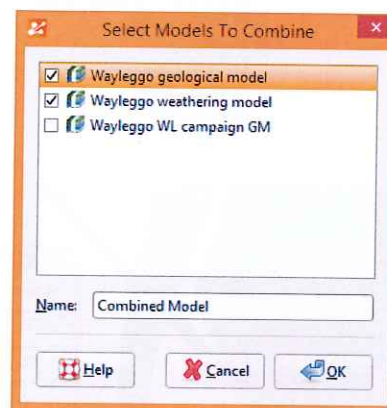 Select Models To Combine
Wayleggo geological model
Wayleggo weathering model
Wayleggo WL campaign GM
Name: Combined Model
Help Cancel OK